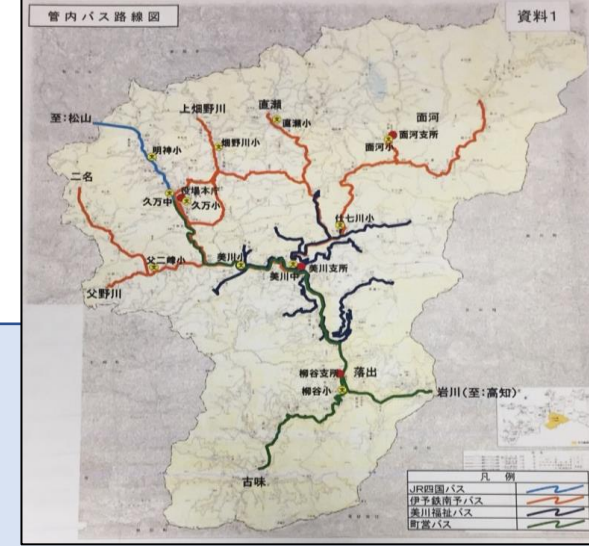 管内バス路線図
資料1
至:松山
上畑野川
直瀬
直瀬小
面河
面河支所
面河小
明神小
畑野川小
二名
役場本庁
久万中
久万小
仕七川小
父二峰小
美川小
美川中
美川支所
父野川
柳谷支所
落出
柳谷小
岩川(至:高知)
古味
凡 例
JR四国バス
伊予鉄南予バス
美川福祉バス
町営バス